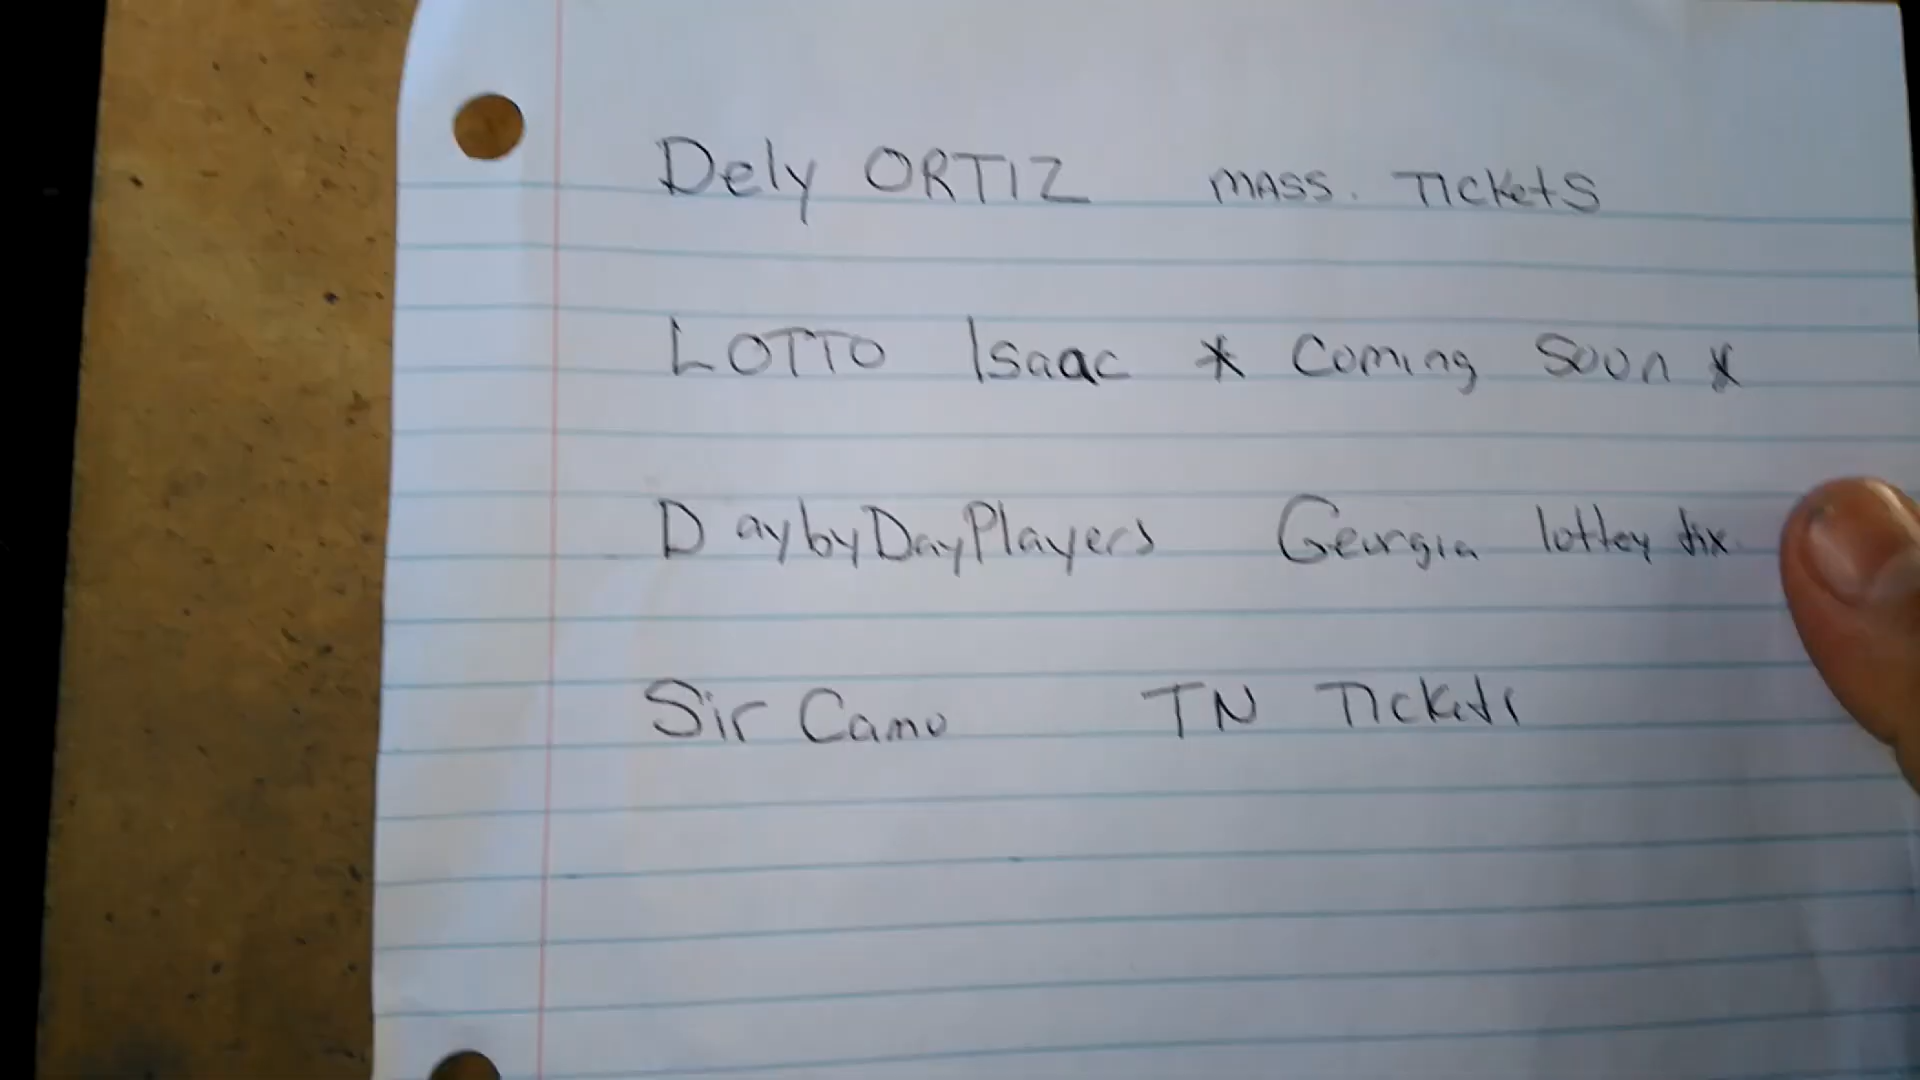 Dely ORTIZ MASS. TICKETS
LOTTO Isaac * Coming Soon *
DaybyDayPlayers Georgia lottey tix
Sir Camo TN TICKETS